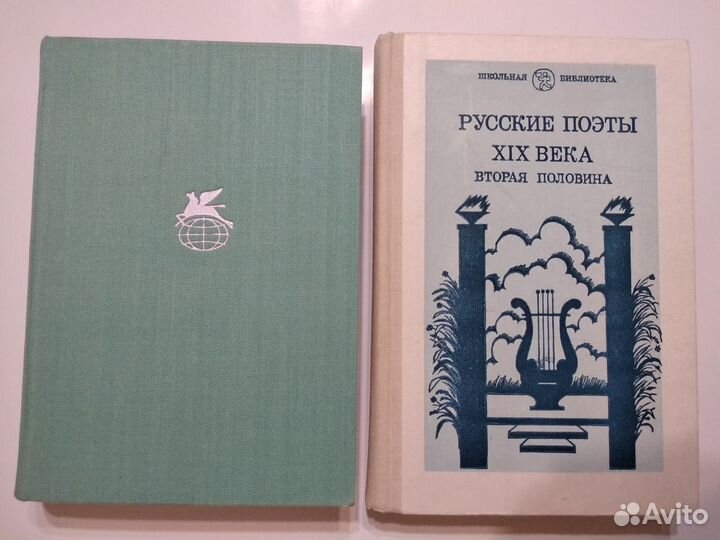 ШКОЛЬНАЯ БИБЛИОТЕКА
РУССКИЕ ПОЭТЫ
XIX ВЕКА
ВТОРАЯ ПОЛОВИНА
Avito